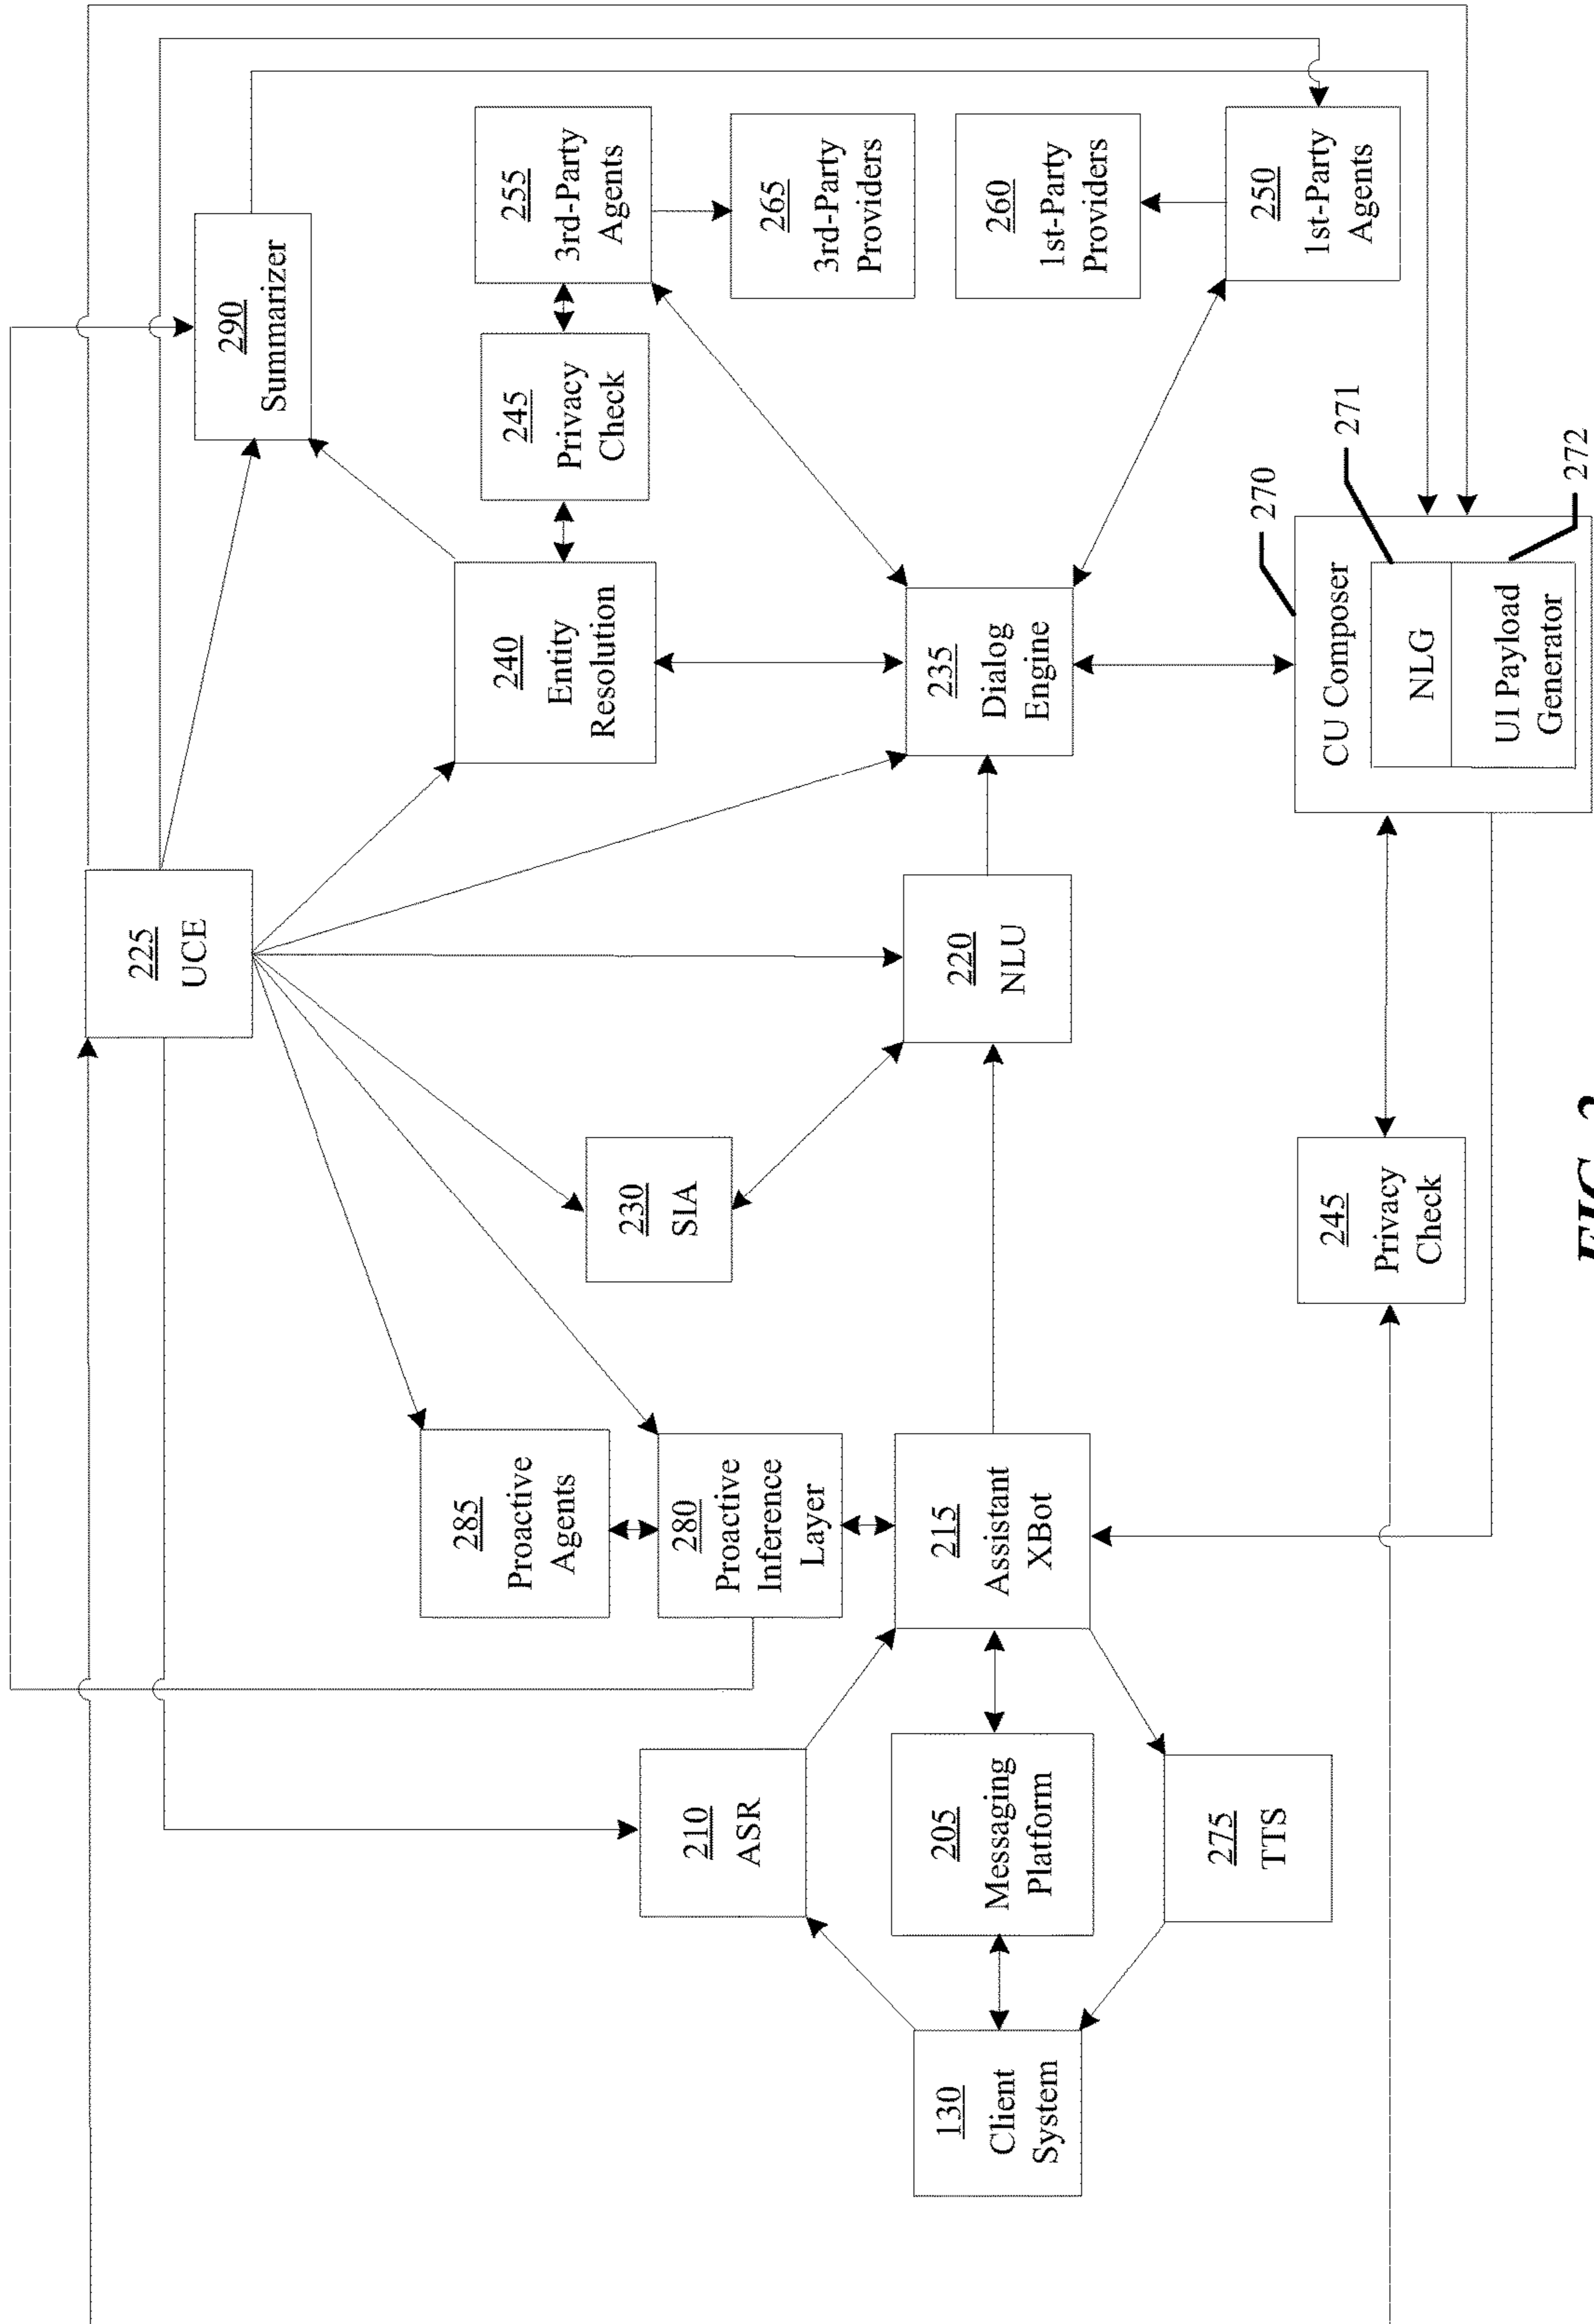 225
UCE
290
Summarizer
285
Proactive
Agents
240
Entity
Resolution
245
Privacy
Check
255
3rd-Party
Agents
230
SIA
210
ASR
280
Proactive
Inference
Layer
265
3rd-Party
Providers
130
Client
System
205
Messaging
Platform
215
Assistant
XBot
220
NLU
235
Dialog
Engine
260
1st-Party
Providers
275
TTS
250
1st-Party
Agents
245
Privacy
Check
270
CU Composer
271
NLG
UI Payload
Generator
272
FIG. 2